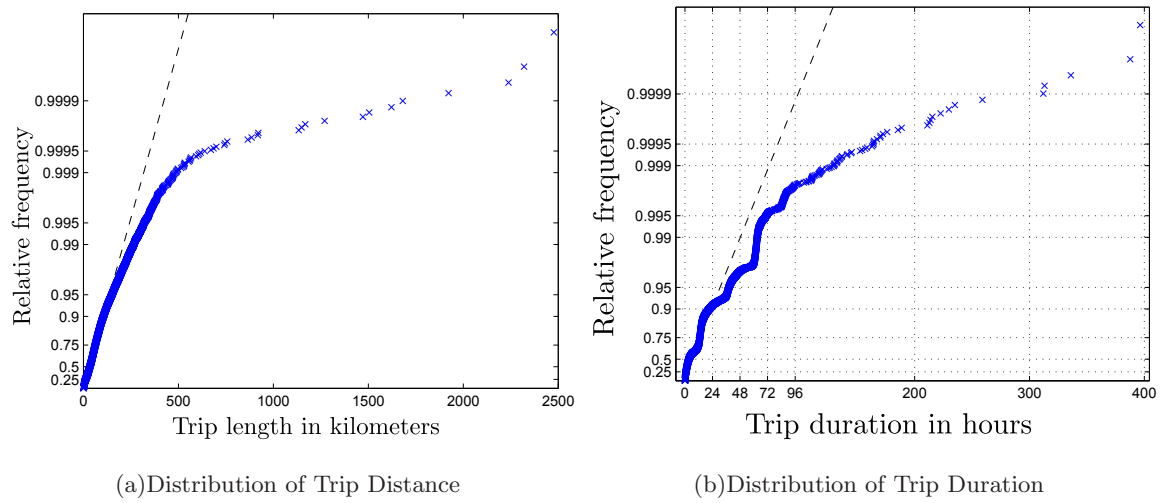 Relative frequency
0.9999
0.9995
0.999
0.995
0.99
0.95
0.9
0.75
0.5
0.25
0 500 1000 1500 2000 2500
Trip length in kilometers
(a)Distribution of Trip Distance
Relative frequency
0.9999
0.9995
0.999
0.995
0.99
0.95
0.9
0.75
0.5
0.25
0 24 48 72 96 200 300 400
Trip duration in hours
(b)Distribution of Trip Duration